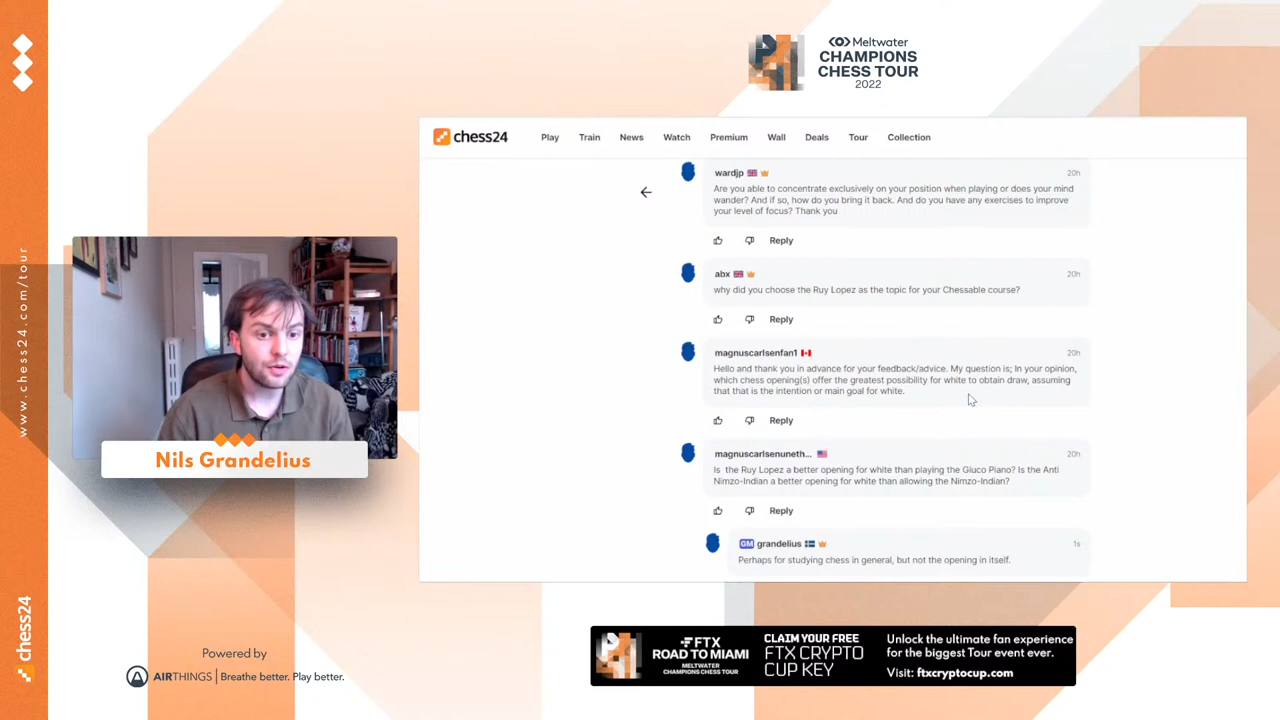 www.chess24.com/tour
chess24
Meltwater
CHAMPIONS
CHESS TOUR
2022
chess24
Play Train News Watch Premium Wall Deals Tour Collection
wardjp 20h
Are you able to concentrate exclusively on your position when playing or does your mind
wander? And if so, how do you bring it back. And do you have any exercises to improve
your level of focus? Thank you
Reply
abx 20h
why did you choose the Ruy Lopez as the topic for your Chessable course?
Reply
magnuscarlsenfan1 20h
Hello and thank you in advance for your feedback/advice. My question is; In your opinion,
which chess opening(s) offer the greatest possibility for white to obtain draw, assuming
that that is the intention or main goal for white.
Reply
magnuscarlsenuneth... 20h
Is the Ruy Lopez a better opening for white than playing the Giuco Piano? Is the Anti
Nimzo-Indian a better opening for white than allowing the Nimzo-Indian?
Reply
GM grandelius 1s
Perhaps for studying chess in general, but not the opening in itself.
Nils Grandelius
Powered by
AIRTHINGS Breathe better. Play better.
FTX
ROAD TO MIAMI
MELTWATER
CHAMPIONS CHESS TOUR
CLAIM YOUR FREE
FTX CRYPTO
CUP KEY
Unlock the ultimate fan experience
for the biggest Tour event ever.
Visit: ftxcryptocup.com